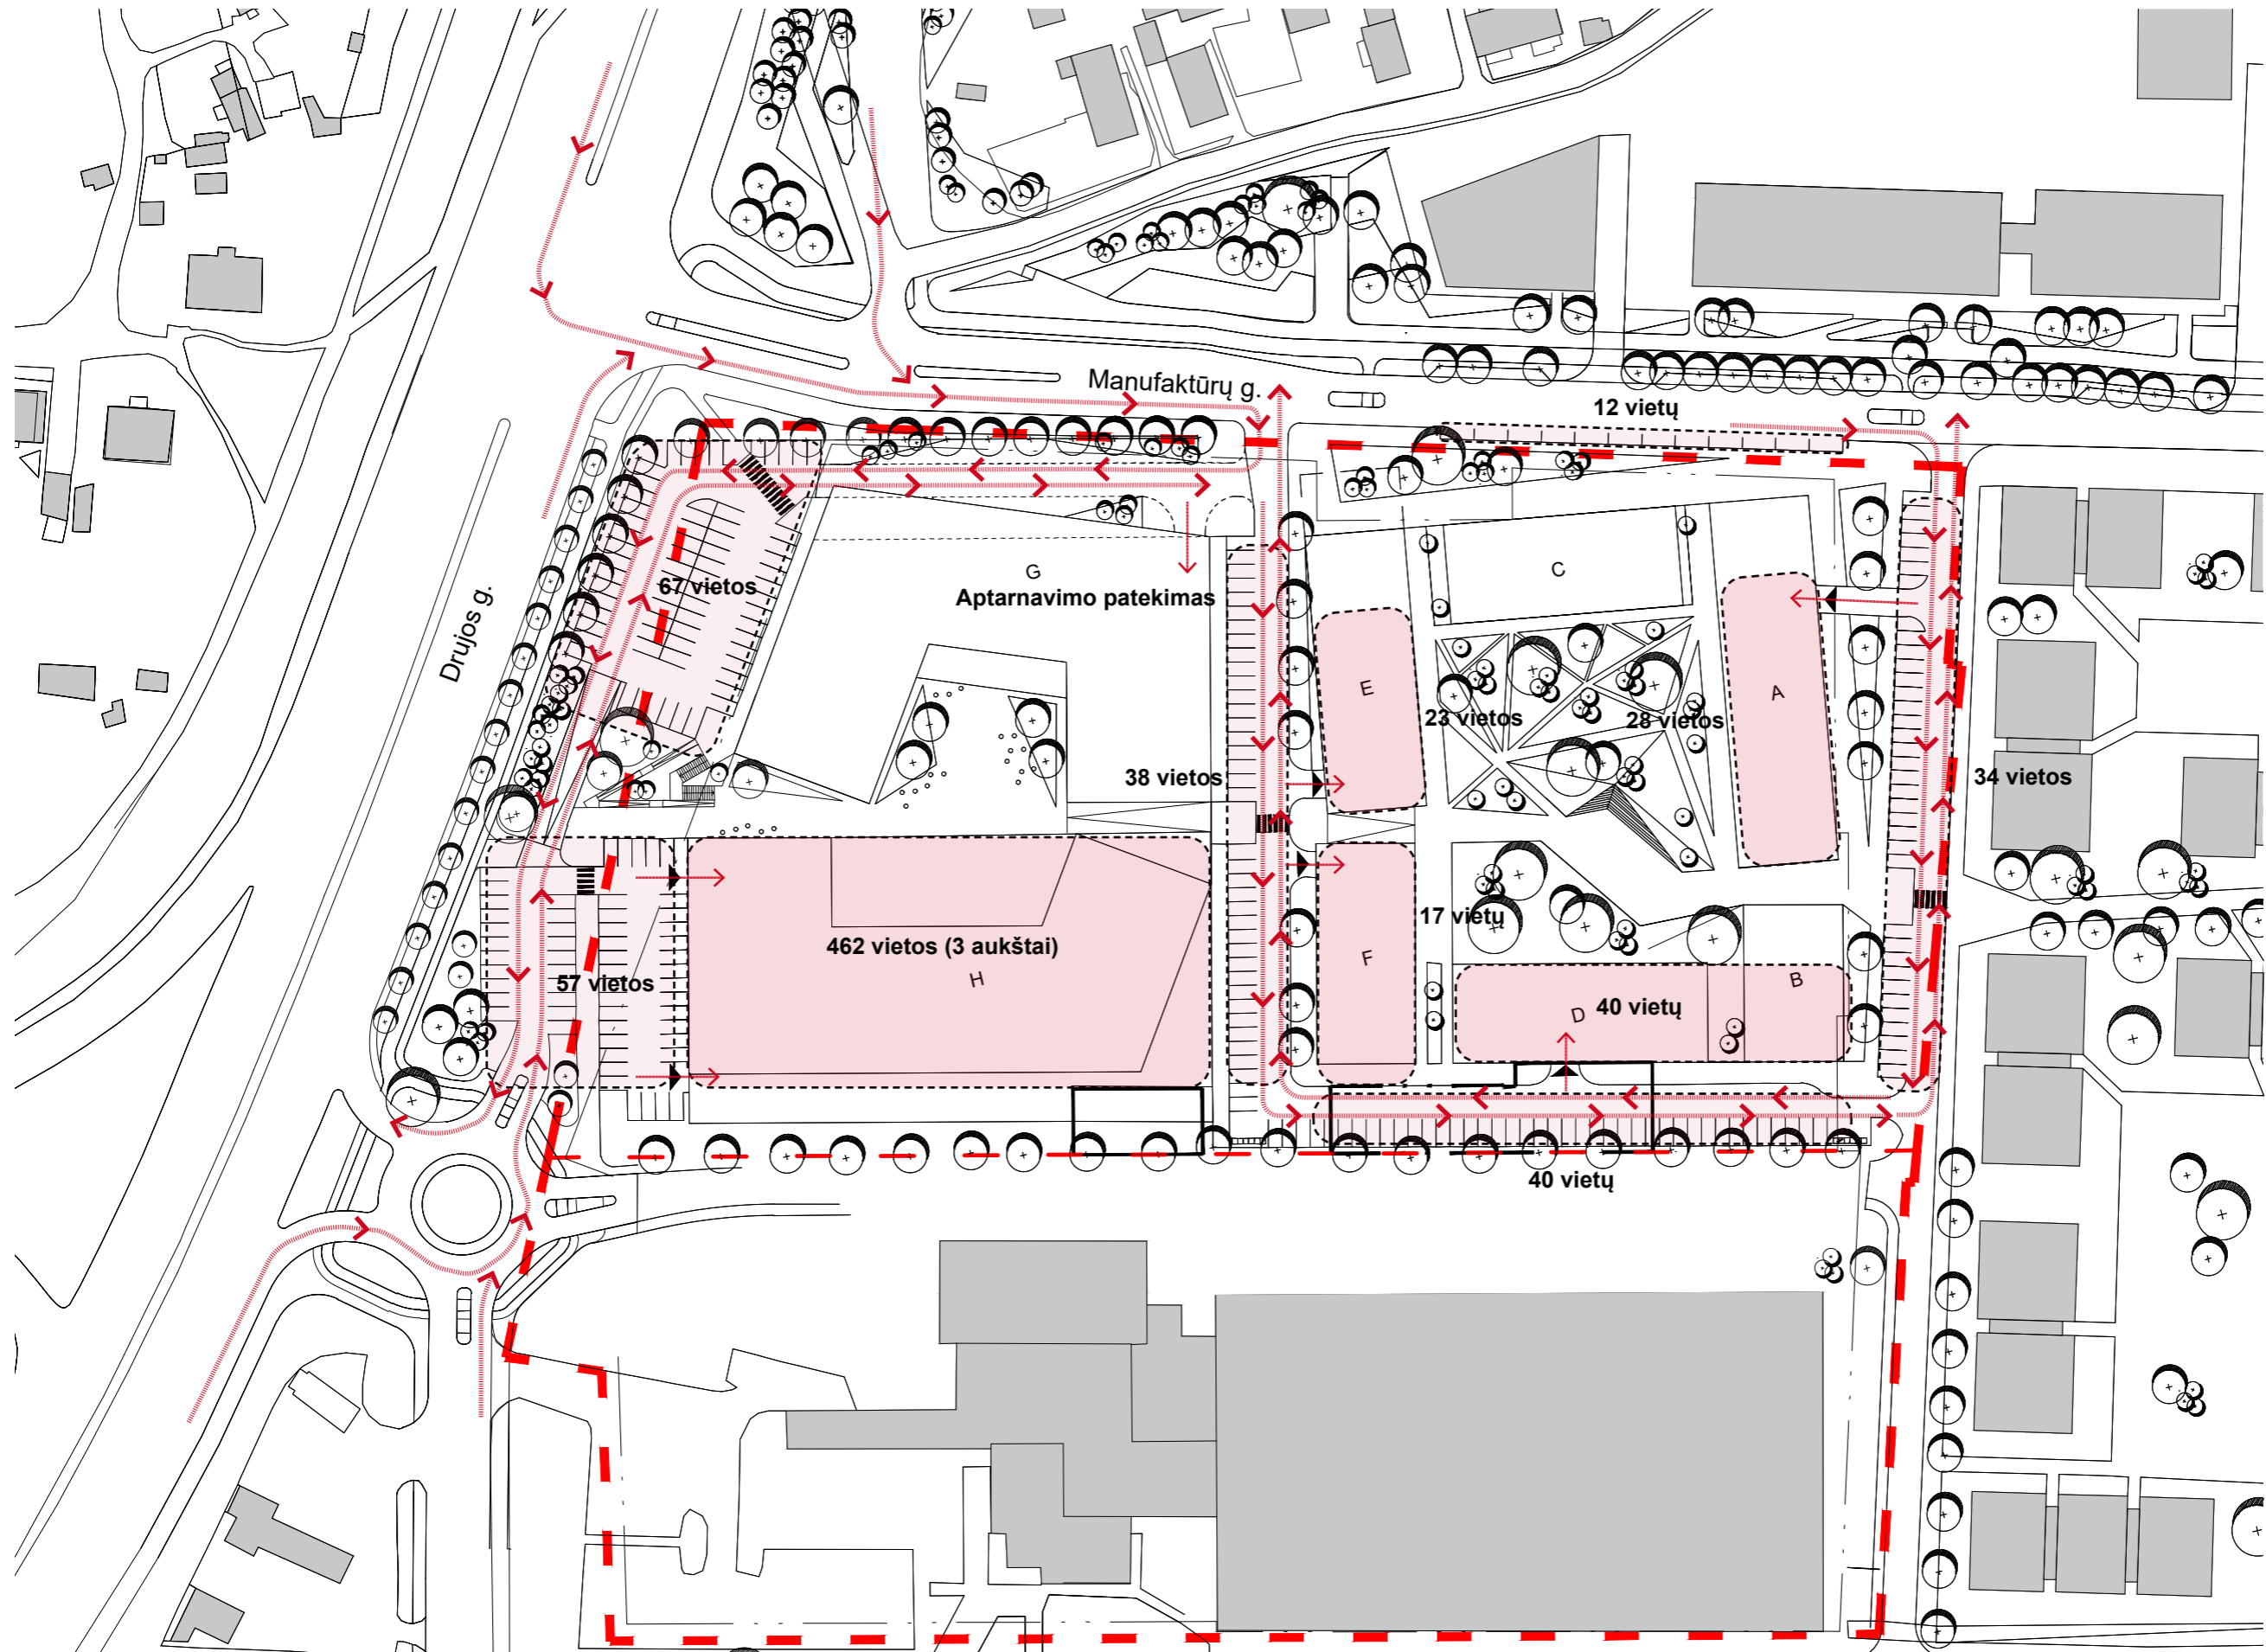 Manufaktūrų g.
12 vietų
67 vietos
G
Aptarnavimo patekimas
C
Drujos g.
E
A
23 vietos
28 vietos
38 vietos
34 vietos
17 vietų
462 vietos (3 aukštai)
F
H
57 vietos
D
40 vietų
B
40 vietų